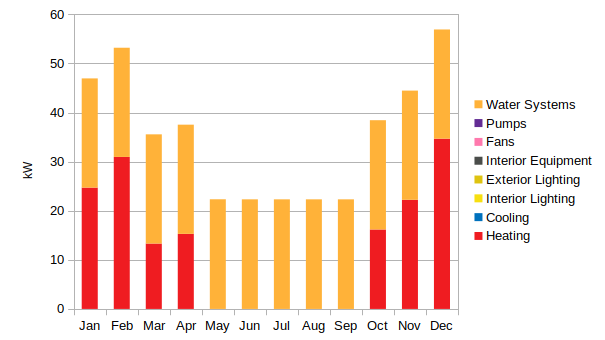 60
50
40
30
20
10
0
kW
Jan Feb Mar Apr May Jun Jul Aug Sep Oct Nov Dec
Water Systems
Pumps
Fans
Interior Equipment
Exterior Lighting
Interior Lighting
Cooling
Heating